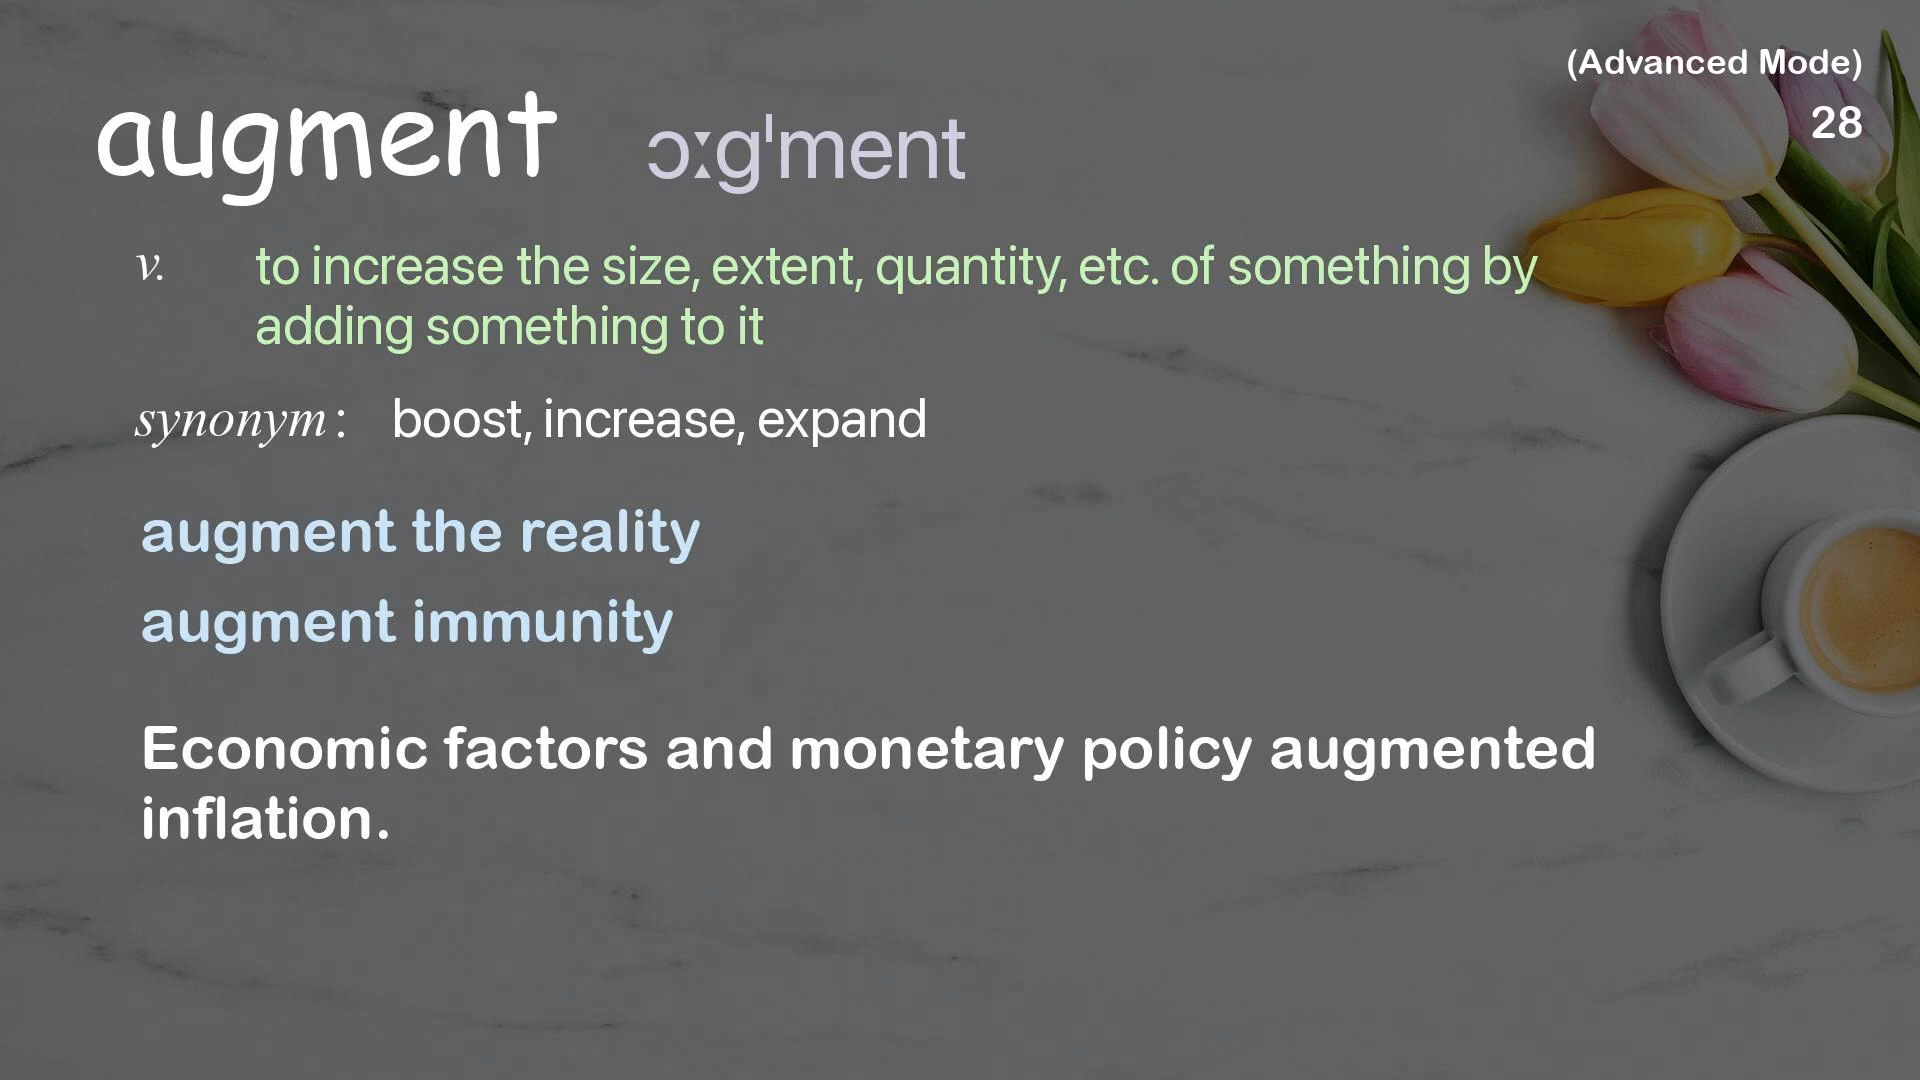 (Advanced Mode)
28
augment ɔːgˈment
v. to increase the size, extent, quantity, etc. of something by
adding something to it
synonym: boost, increase, expand
augment the reality
augment immunity
Economic factors and monetary policy augmented
inflation.